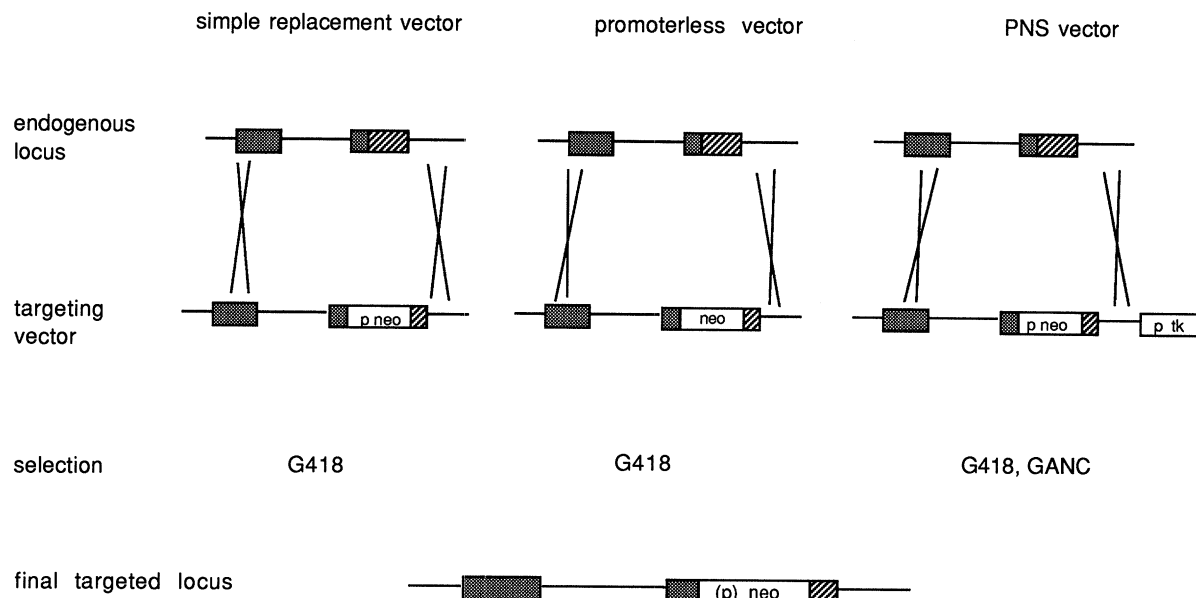 simple replacement vector promoterless vector PNS vector
endogenous
locus
targeting
vector
p neo neo p neo p tk
selection G418 G418 G418, GANC
final targeted locus (p) neo